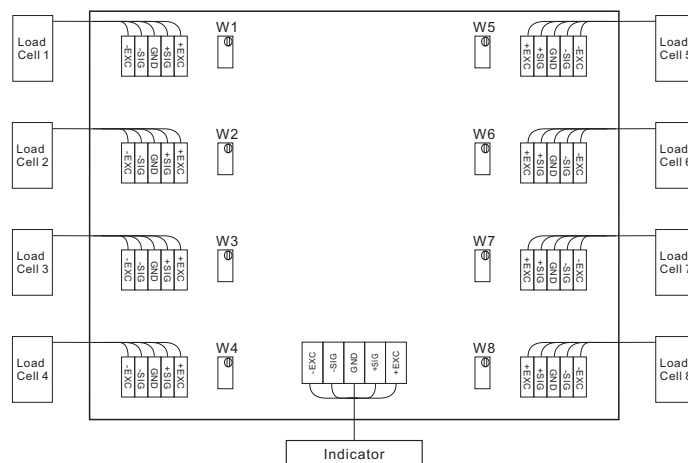 Load
Cell 1
-EXC
-SIG
GND
+SIG
+EXC
W1
W5
+EXC
+SIG
GND
-SIG
-EXC
Load
Cell 5
Load
Cell 2
-EXC
-SIG
GND
+SIG
+EXC
W2
W6
+EXC
+SIG
GND
-SIG
-EXC
Load
Cell 6
Load
Cell 3
-EXC
-SIG
GND
+SIG
+EXC
W3
W7
+EXC
+SIG
GND
-SIG
-EXC
Load
Cell 7
Load
Cell 4
-EXC
-SIG
GND
+SIG
+EXC
W4
-EXC
-SIG
GND
+SIG
+EXC
W8
+EXC
+SIG
GND
-SIG
-EXC
Load
Cell 8
Indicator